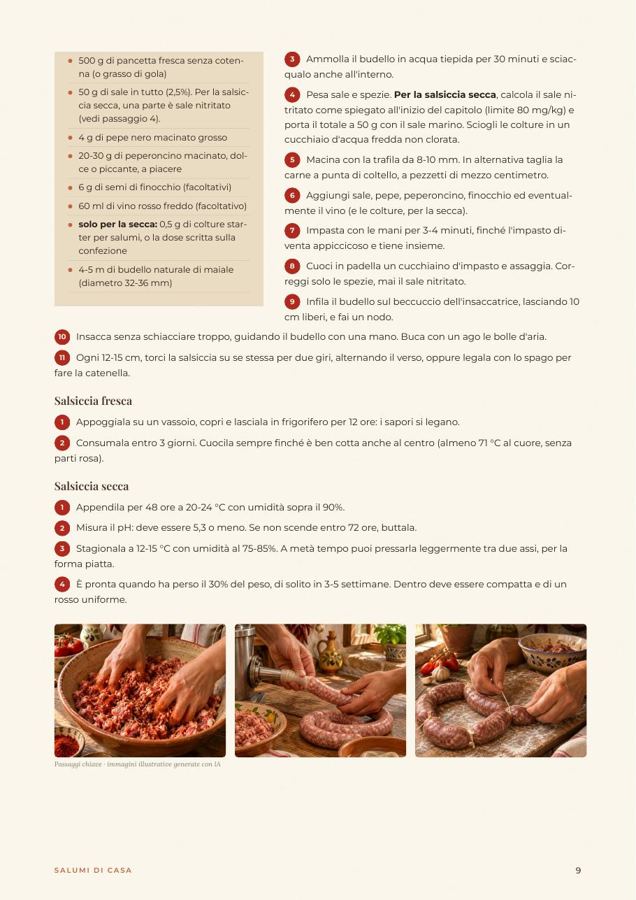 500 g di pancetta fresca senza coten-
na (o grasso di gola)
50 g di sale in tutto (2,5%). Per la salsic-
cia secca, una parte è sale nitritato
(vedi passaggio 4).
4 g di pepe nero macinato grosso
20-30 g di peperoncino macinato, dol-
ce o piccante, a piacere
6 g di semi di finocchio (facoltativi)
60 ml di vino rosso freddo (facoltativo)
solo per la secca: 0,5 g di colture star-
ter per salumi, o la dose scritta sulla
confezione
4-5 m di budello naturale di maiale
(diametro 32-36 mm)
3 Ammolla il budello in acqua tiepida per 30 minuti e sciac-
qualo anche all'interno.
4 Pesa sale e spezie. Per la salsiccia secca, calcola il sale ni-
tritato come spiegato all'inizio del capitolo (limite 80 mg/kg) e
porta il totale a 50 g con il sale marino. Sciogli le colture in un
cucchiaio d'acqua fredda non clorata.
5 Macina con la trafila da 8-10 mm. In alternativa taglia la
carne a punta di coltello, a pezzetti di mezzo centimetro.
6 Aggiungi sale, pepe, peperoncino, finocchio ed eventual-
mente il vino (e le colture, per la secca).
7 Impasta con le mani per 3-4 minuti, finché l'impasto di-
venta appiccicoso e tiene insieme.
8 Cuoci in padella un cucchiaino d'impasto e assaggia. Cor-
reggi solo le spezie, mai il sale nitritato.
9 Infila il budello sul beccuccio dell'insaccatrice, lasciando 10
cm liberi, e fai un nodo.
10 Insacca senza schiacciare troppo, guidando il budello con una mano. Buca con un ago le bolle d'aria.
11 Ogni 12-15 cm, torci la salsiccia su se stessa per due giri, alternando il verso, oppure legala con lo spago per
fare la catenella.
Salsiccia fresca
1 Appoggiala su un vassoio, copri e lasciala in frigorifero per 12 ore: i sapori si legano.
2 Consumala entro 3 giorni. Cuocila sempre finché è ben cotta anche al centro (almeno 71 °C al cuore, senza
parti rosa).
Salsiccia secca
1 Appendila per 48 ore a 20-24 °C con umidità sopra il 90%.
2 Misura il pH: deve essere 5,3 o meno. Se non scende entro 72 ore, buttala.
3 Stagionala a 12-15 °C con umidità al 75-85%. A metà tempo puoi pressarla leggermente tra due assi, per la
forma piatta.
4 È pronta quando ha perso il 30% del peso, di solito in 3-5 settimane. Dentro deve essere compatta e di un
rosso uniforme.
Passaggi chiave · immagini illustrative generate con IA
SALUMI DI CASA
9